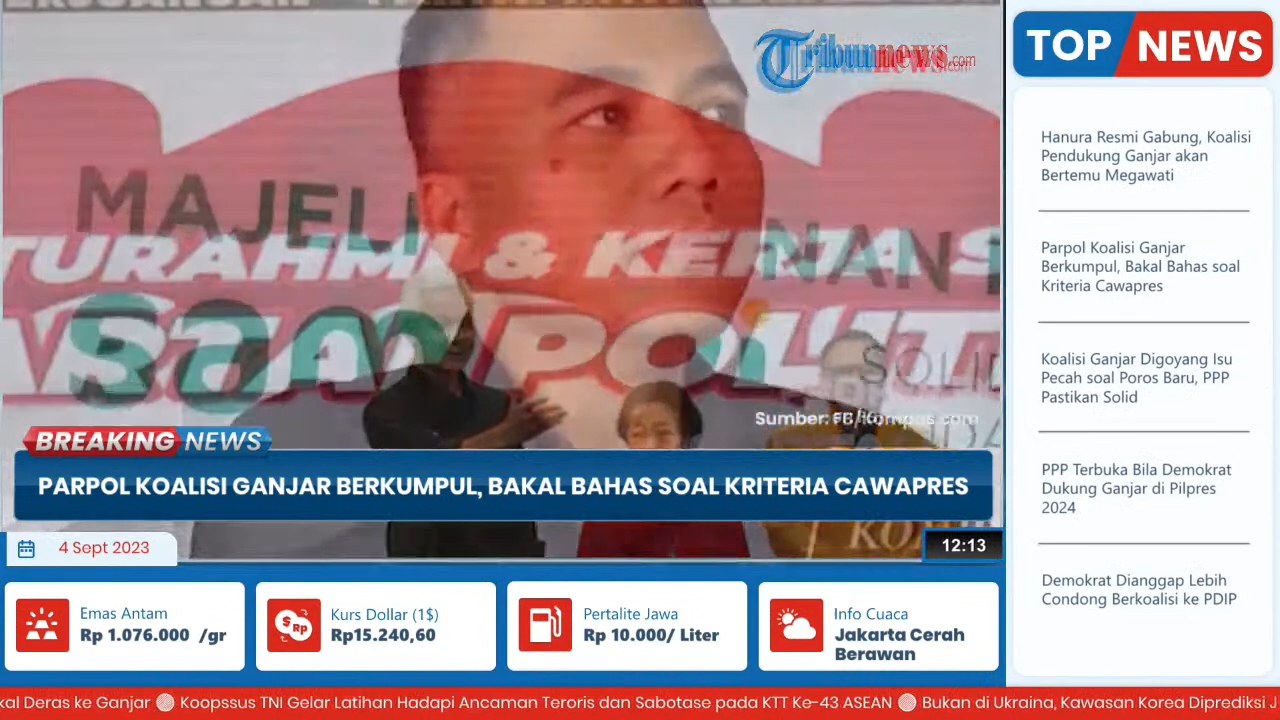 Tribunnews.com
MAJELI
TURAHMI & KERJA S
POLIT
SOLID
Sumber:
BREAKING NEWS
PARPOL KOALISI GANJAR BERKUMPUL, BAKAL BAHAS SOAL KRITERIA CAWAPRES
4 Sept 2023
12:13
Emas Antam
Rp 1.076.000 /gr
Kurs Dollar (1$)
Rp15.240,60
Pertalite Jawa
Rp 10.000/ Liter
Info Cuaca
Jakarta Cerah
Berawan
TOP NEWS
Hanura Resmi Gabung, Koalisi
Pendukung Ganjar akan
Bertemu Megawati
Parpol Koalisi Ganjar
Berkumpul, Bakal Bahas soal
Kriteria Cawapres
Koalisi Ganjar Digoyang Isu
Pecah soal Poros Baru, PPP
Pastikan Solid
PPP Terbuka Bila Demokrat
Dukung Ganjar di Pilpres
2024
Demokrat Dianggap Lebih
Condong Berkoalisi ke PDIP
kal Deras ke Ganjar Koopssus TNI Gelar Latihan Hadapi Ancaman Teroris dan Sabotase pada KTT Ke-43 ASEAN Bukan di Ukraina, Kawasan Korea Diprediksi J